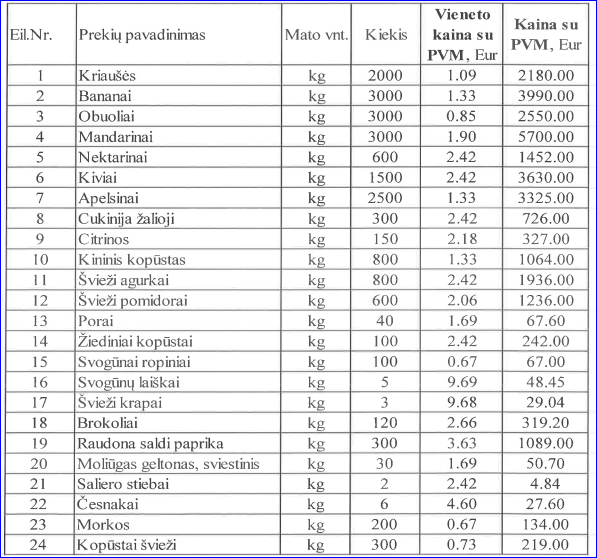 Eil.Nr. Prekių pavadinimas Mato vnt. Kiekis Vieneto kaina su PVM, Eur Kaina su PVM, Eur
1 Kriaušės kg 2000 1.09 2180.00
2 Bananai kg 3000 1.33 3990.00
3 Obuoliai kg 3000 0.85 2550.00
4 Mandarinai kg 3000 1.90 5700.00
5 Nektarinai kg 600 2.42 1452.00
6 Kiviai kg 1500 2.42 3630.00
7 Apelsinai kg 2500 1.33 3325.00
8 Cukinija žalioji kg 300 2.42 726.00
9 Citrinos kg 150 2.18 327.00
10 Kininis kopūstas kg 800 1.33 1064.00
11 Švieži agurkai kg 800 2.42 1936.00
12 Švieži pomidorai kg 600 2.06 1236.00
13 Porai kg 40 1.69 67.60
14 Žiediniai kopūstai kg 100 2.42 242.00
15 Svogūnai ropiniai kg 100 0.67 67.00
16 Svogūnų laiškai kg 5 9.69 48.45
17 Švieži krapai kg 3 9.68 29.04
18 Brokoliai kg 120 2.66 319.20
19 Raudona saldi paprika kg 300 3.63 1089.00
20 Moliūgas geltonas, sviestinis kg 30 1.69 50.70
21 Saliero stiebai kg 2 2.42 4.84
22 Česnakai kg 6 4.60 27.60
23 Morkos kg 200 0.67 134.00
24 Kopūstai švieži kg 300 0.73 219.00